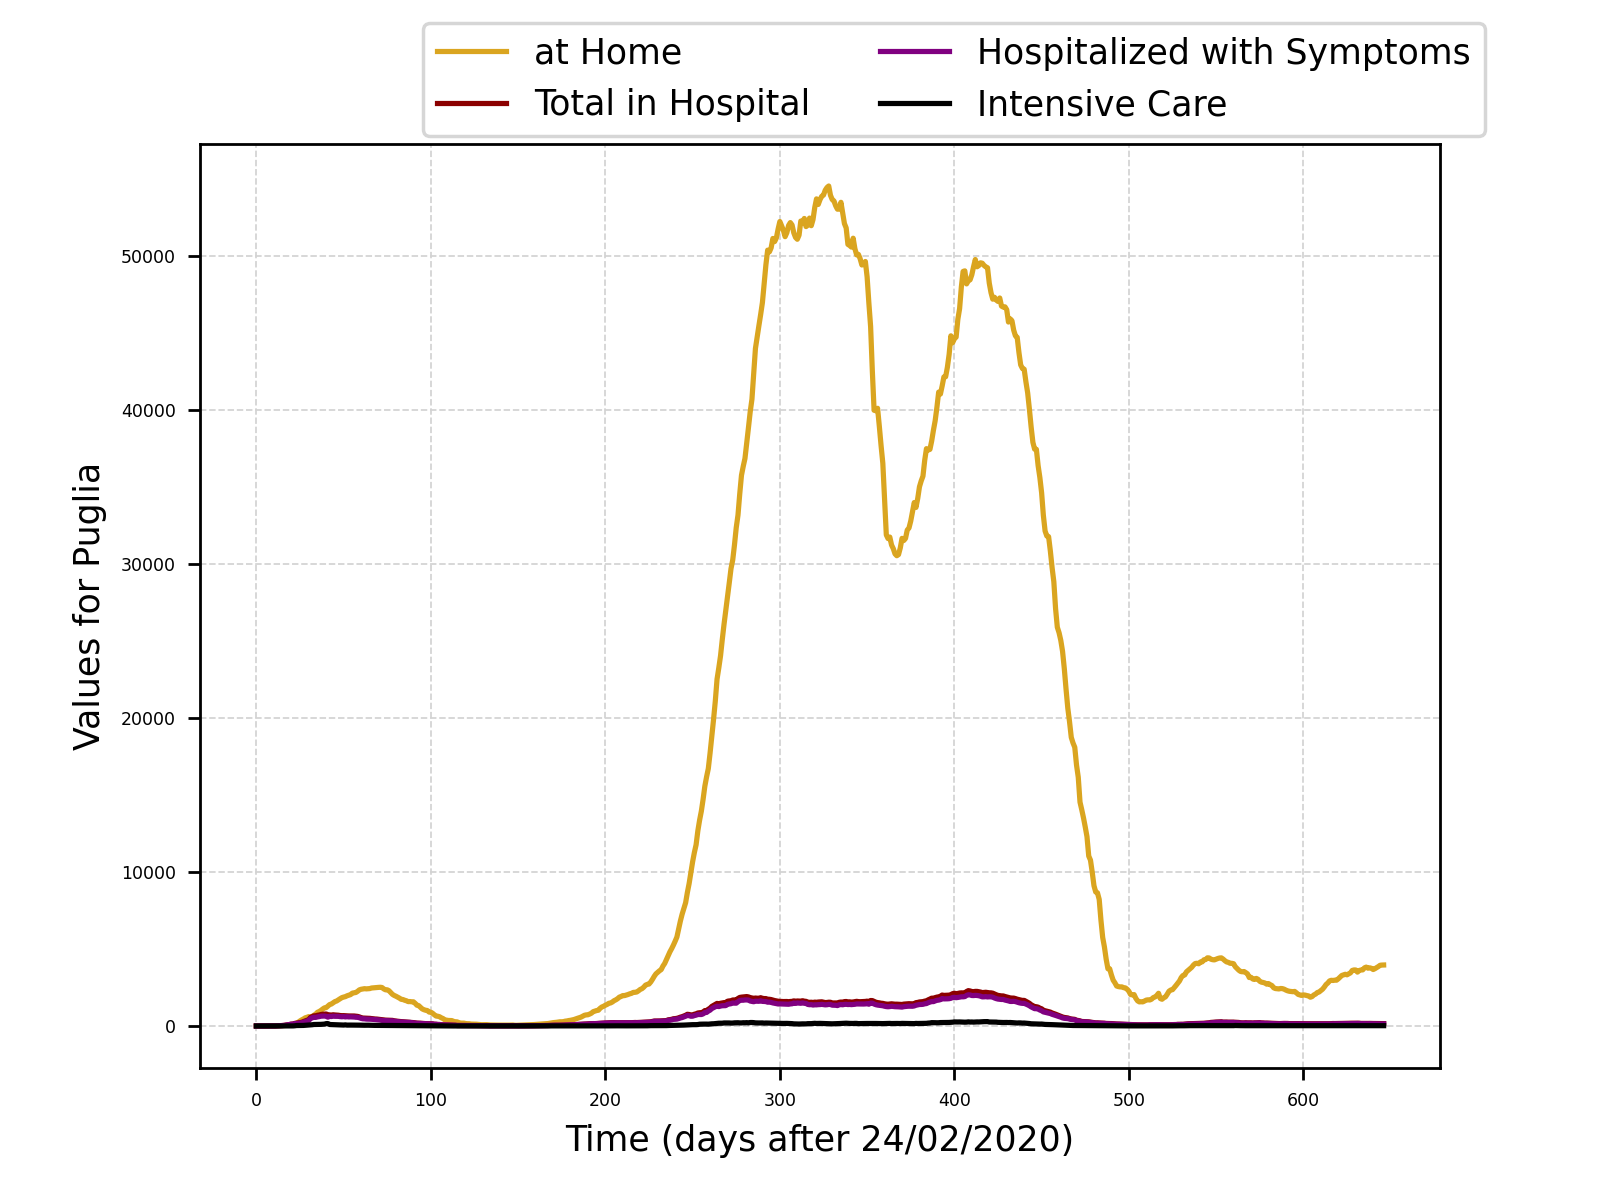 at Home
Total in Hospital
Hospitalized with Symptoms
Intensive Care
Values for Puglia
50000
40000
30000
20000
10000
0
0 100 200 300 400 500 600
Time (days after 24/02/2020)